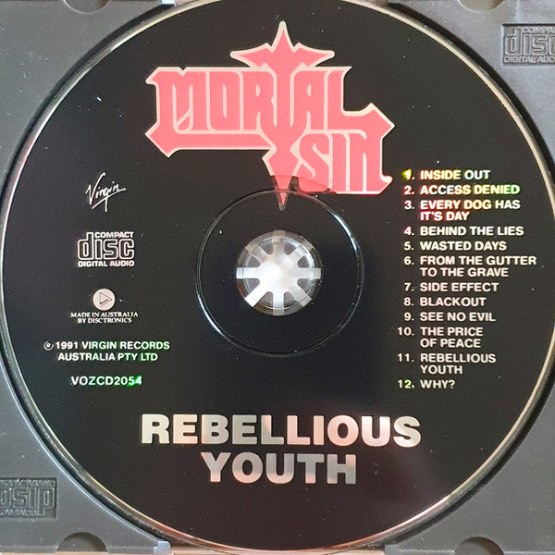 MORTAL
SIN
Virgin
COMPACT
disc
DIGITAL AUDIO
MADE IN AUSTRALIA
BY DISCTRONICS
℗ 1991 VIRGIN RECORDS
AUSTRALIA PTY LTD
VOZCD2054
1. INSIDE OUT
2. ACCESS DENIED
3. EVERY DOG HAS
IT'S DAY
4. BEHIND THE LIES
5. WASTED DAYS
6. FROM THE GUTTER
TO THE GRAVE
7. SIDE EFFECT
8. BLACKOUT
9. SEE NO EVIL
10. THE PRICE
OF PEACE
11. REBELLIOUS
YOUTH
12. WHY?
REBELLIOUS
YOUTH
COMPACT
disc
DIGITAL AUDIO
disc